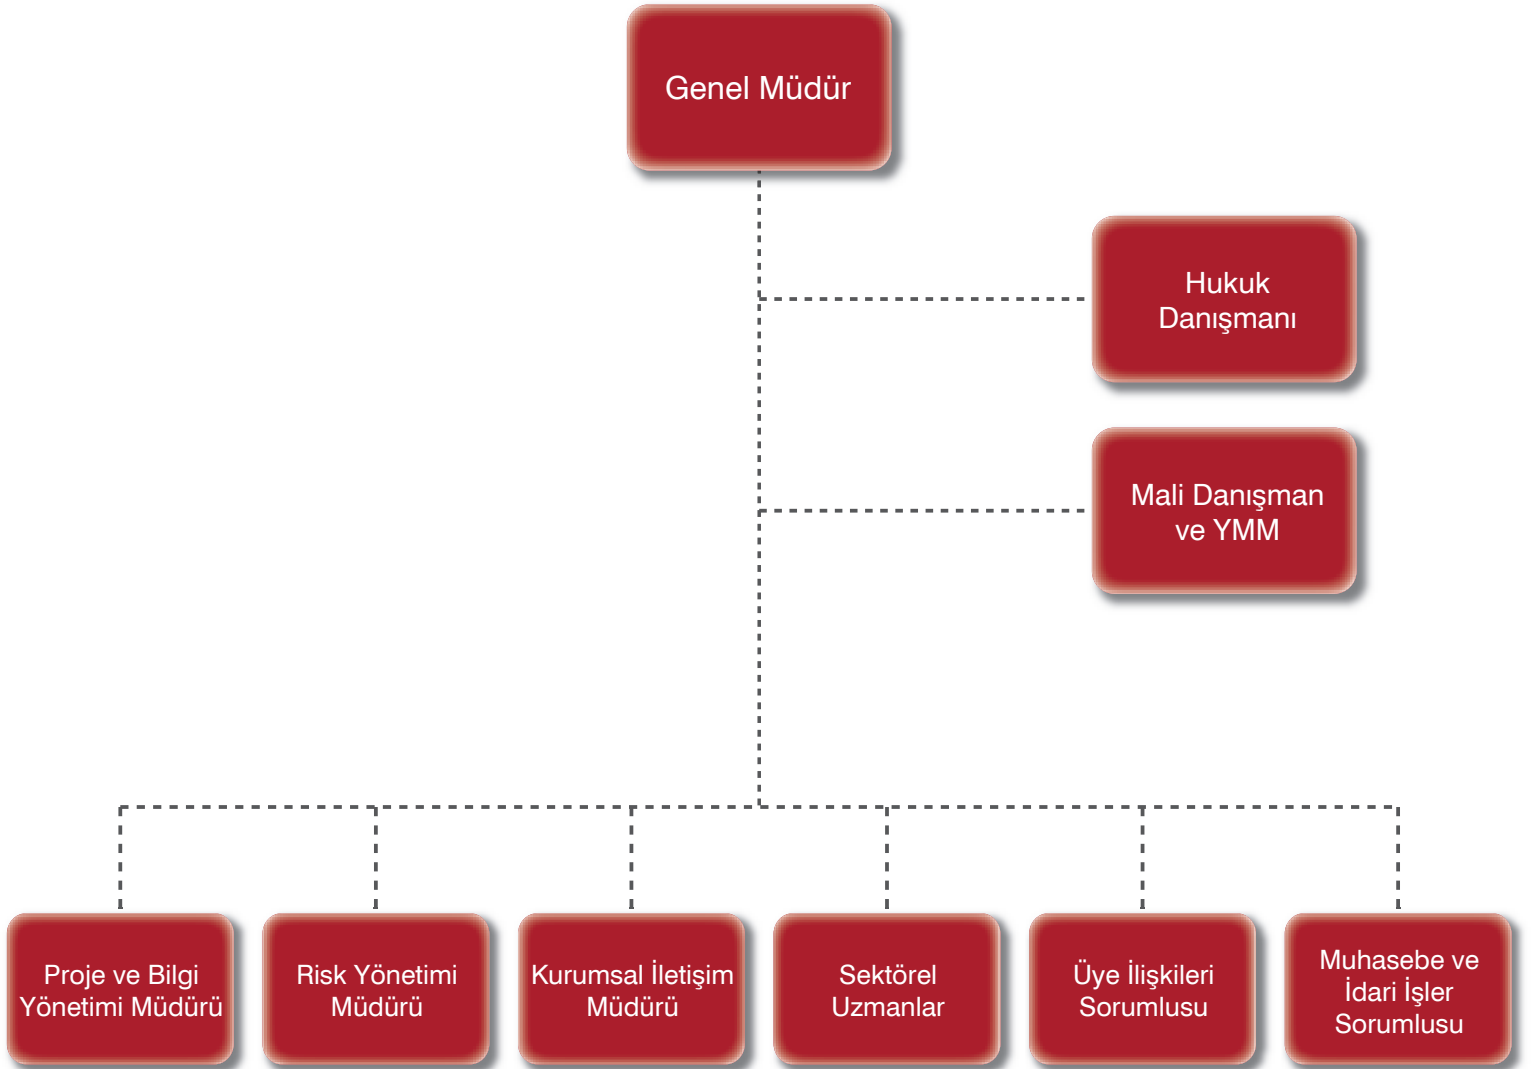 Genel Müdür
Hukuk
Danışmanı
Mali Danışman
ve YMM
Proje ve Bilgi
Yönetimi Müdürü
Risk Yönetimi
Müdürü
Kurumsal İletişim
Müdürü
Sektörel
Uzmanlar
Üye İlişkileri
Sorumlusu
Muhasebe ve
İdari İşler
Sorumlusu